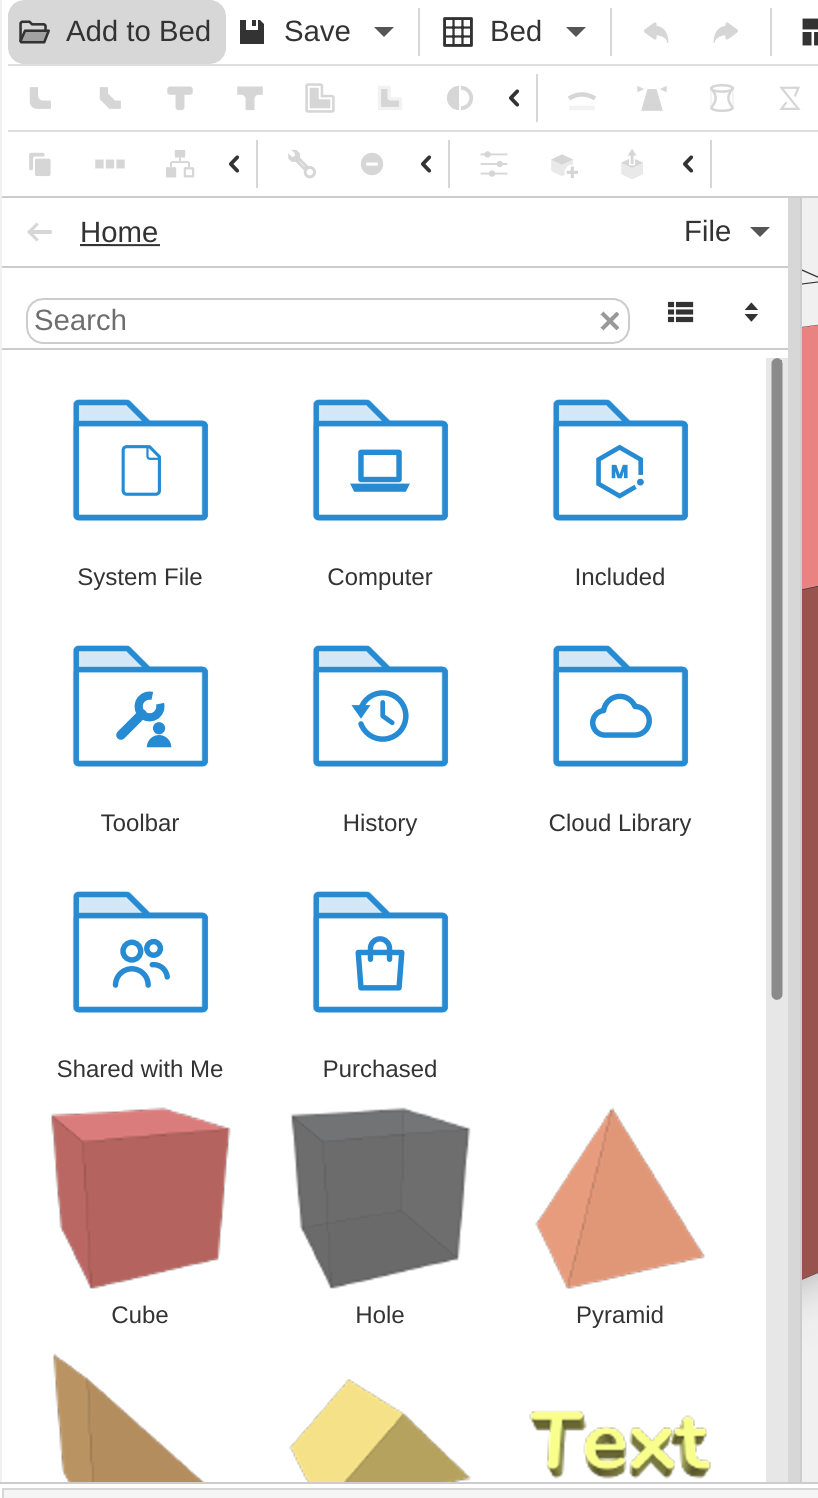 Add to Bed Save Bed
Home File
Search
M
System File Computer Included
Toolbar History Cloud Library
Shared with Me Purchased
Cube Hole Pyramid
Text